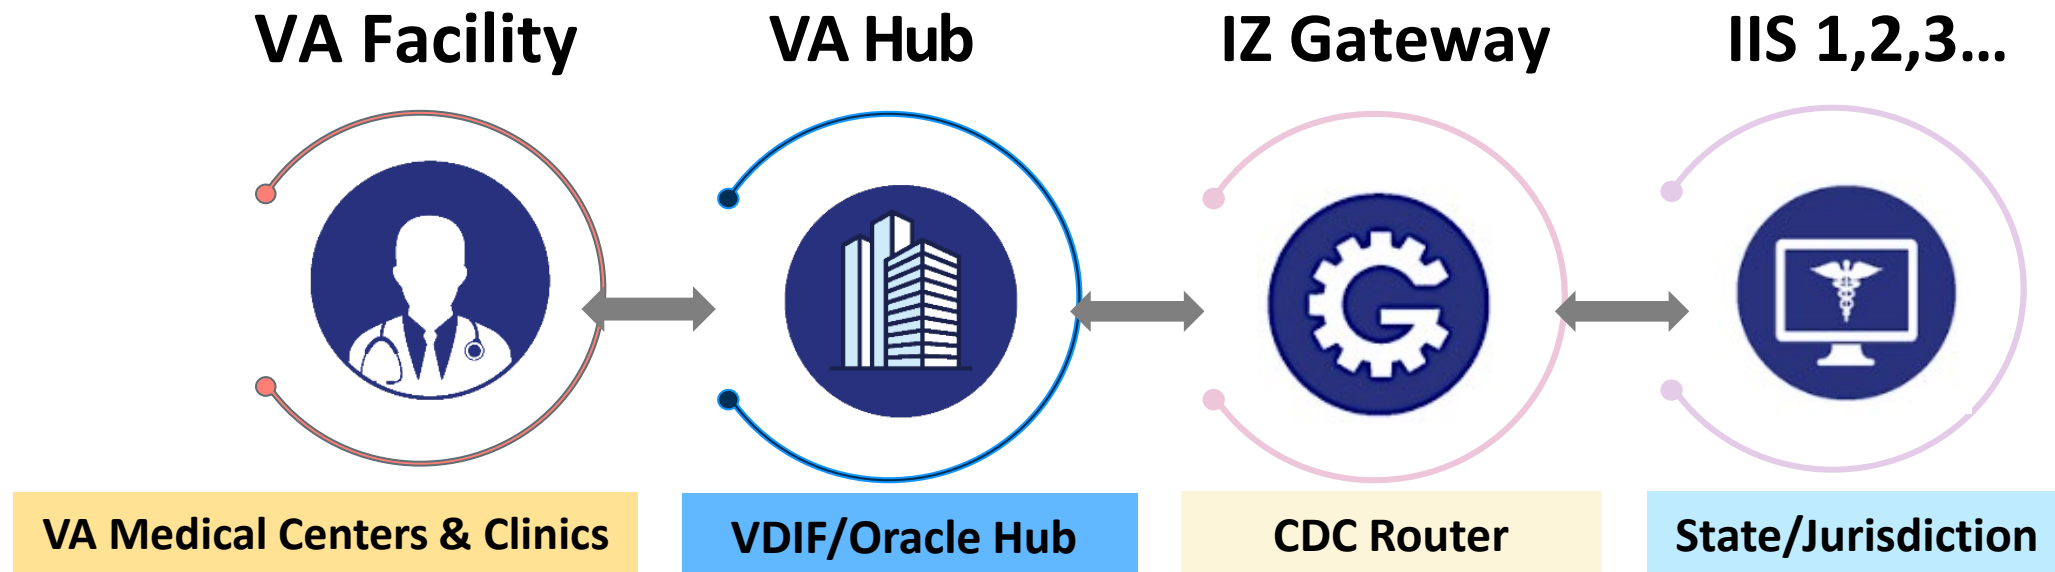 VA Facility
VA Hub
IZ Gateway
IIS 1,2,3...
G
VA Medical Centers & Clinics
VDIF/Oracle Hub
CDC Router
State/Jurisdiction